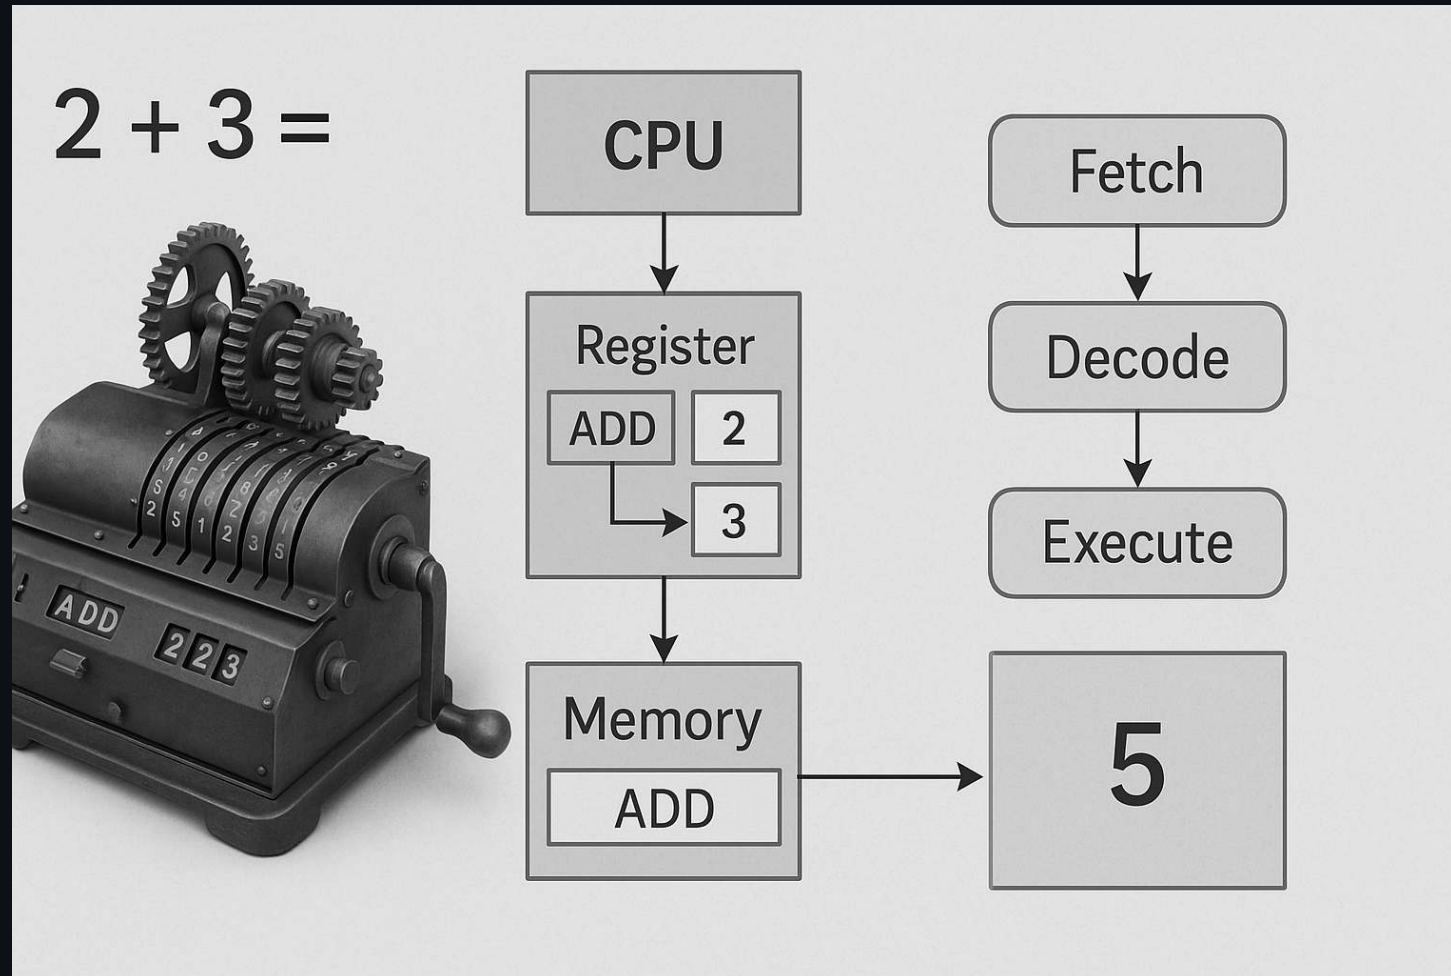 2 + 3 =
ADD
223
CPU
Register
ADD 2
3
Memory
ADD
Fetch
Decode
Execute
5